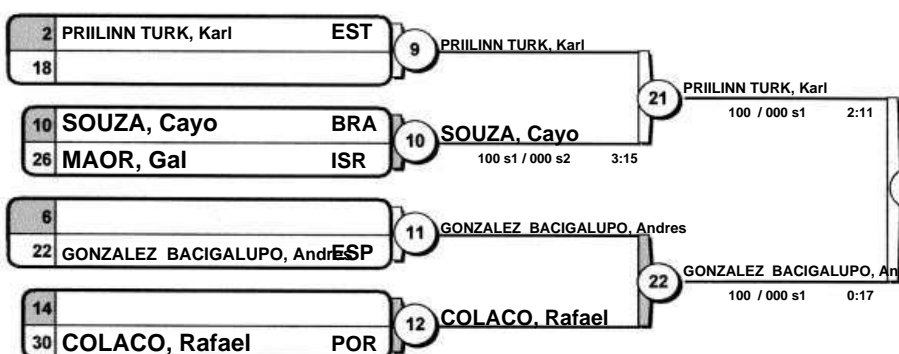 2 PRIILINN TURK, Karl EST
18
9 PRIILINN TURK, Karl
10 SOUZA, Cayo BRA
26 MAOR, Gal ISR
10 SOUZA, Cayo
100 s1 / 000 s2 3:15
21 PRIILINN TURK, Karl
100 / 000 s1 2:11
6
22 GONZALEZ BACIGALUPO, Andres ESP
11 GONZALEZ BACIGALUPO, Andres
14
30 COLACO, Rafael POR
12 COLACO, Rafael
22 GONZALEZ BACIGALUPO, An
100 / 000 s1 0:17